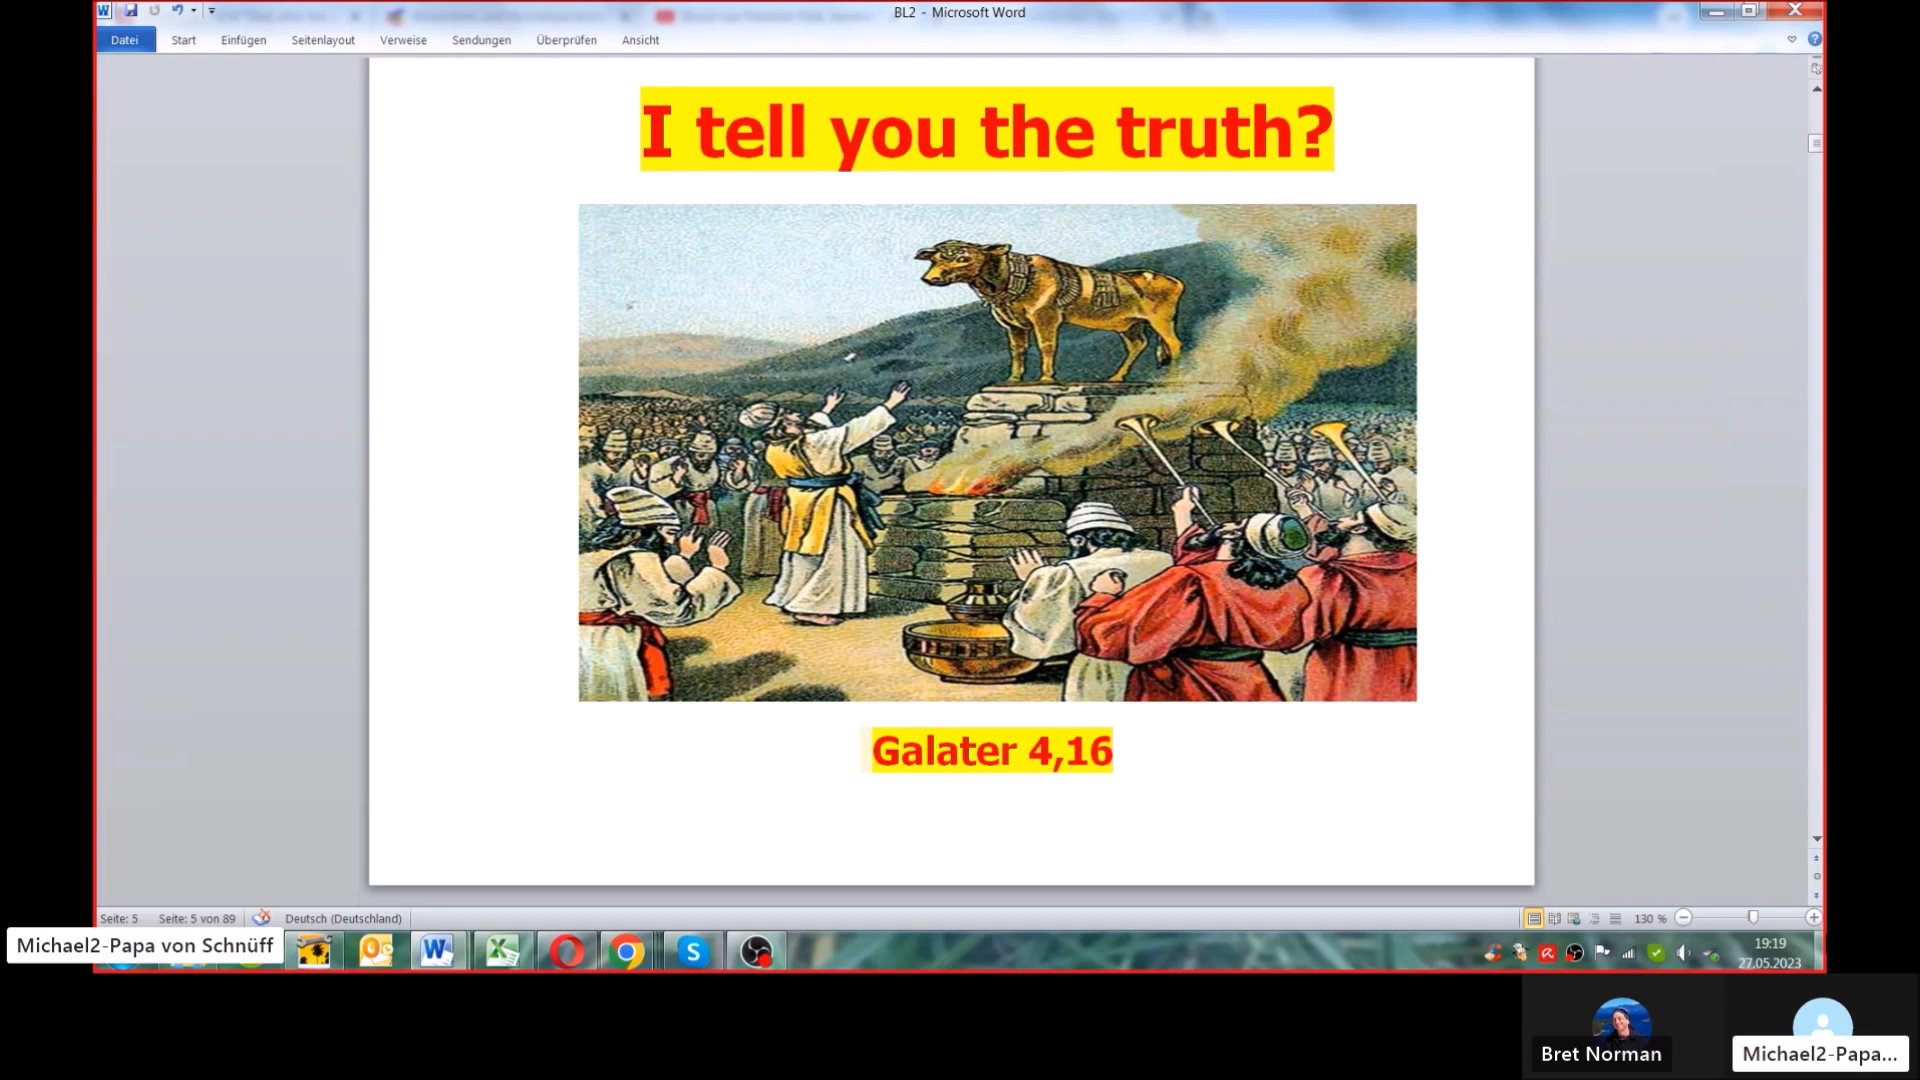 BL2 - Microsoft Word
Datei Start Einfügen Seitenlayout Verweise Sendungen Überprüfen Ansicht
I tell you the truth?
Galater 4,16
Seite: 5 Seite: 5 von 89 Deutsch (Deutschland) 130 %
Michael2-Papa von Schnüff
19:19
27.05.2023
Bret Norman Michael2-Papa...